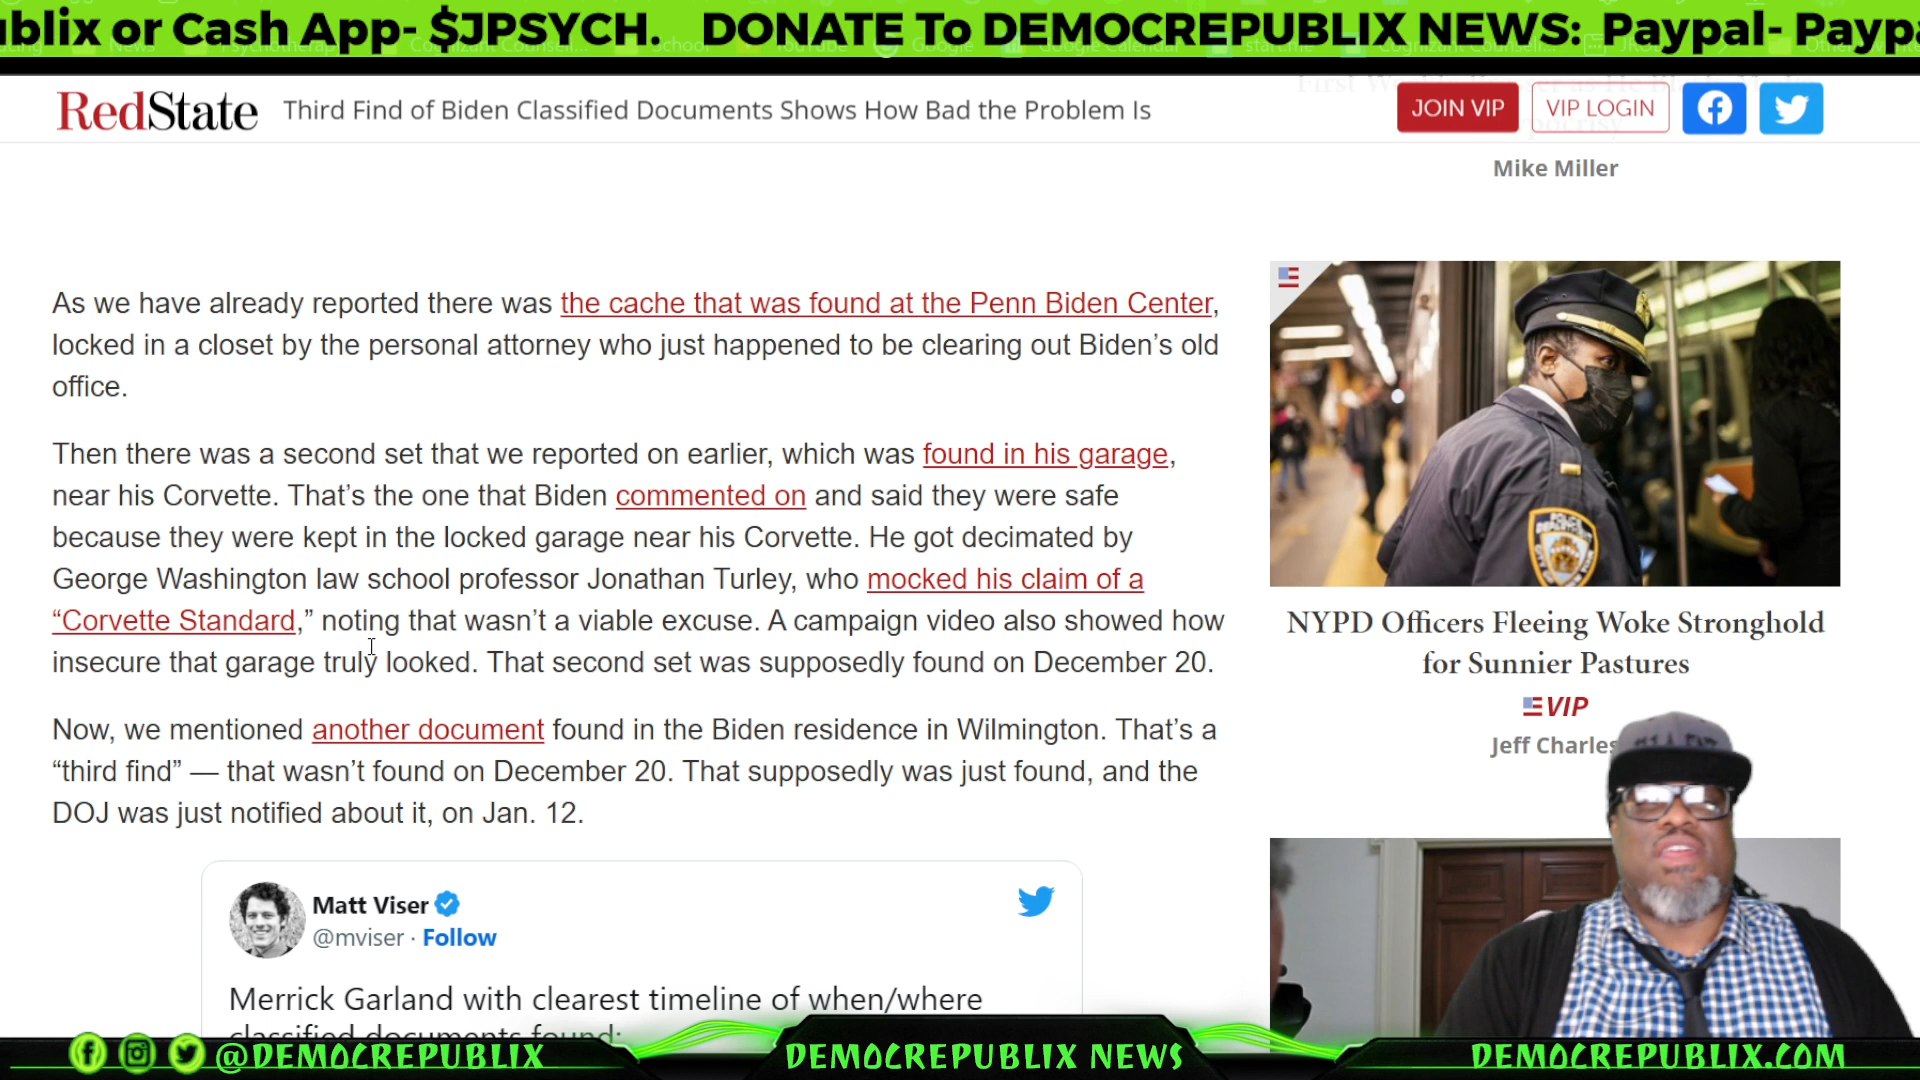 blix or Cash App- $JPSYCH. DONATE To DEMOCREPUBLIX NEWS: Paypal- Paypa
RedState
Third Find of Biden Classified Documents Shows How Bad the Problem Is
JOIN VIP
VIP LOGIN
Mike Miller
As we have already reported there was the cache that was found at the Penn Biden Center,
locked in a closet by the personal attorney who just happened to be clearing out Biden’s old
office.
Then there was a second set that we reported on earlier, which was found in his garage,
near his Corvette. That’s the one that Biden commented on and said they were safe
because they were kept in the locked garage near his Corvette. He got decimated by
George Washington law school professor Jonathan Turley, who mocked his claim of a
“Corvette Standard,” noting that wasn’t a viable excuse. A campaign video also showed how
insecure that garage truly looked. That second set was supposedly found on December 20.
Now, we mentioned another document found in the Biden residence in Wilmington. That’s a
“third find” — that wasn’t found on December 20. That supposedly was just found, and the
DOJ was just notified about it, on Jan. 12.
Matt Viser
@mviser · Follow
Merrick Garland with clearest timeline of when/where
classified documents found:
NYPD Officers Fleeing Woke Stronghold
for Sunnier Pastures
VIP
Jeff Charles
@DEMOCREPUBLIX
DEMOCREPUBLIX NEWS
DEMOCREPUBLIX.COM